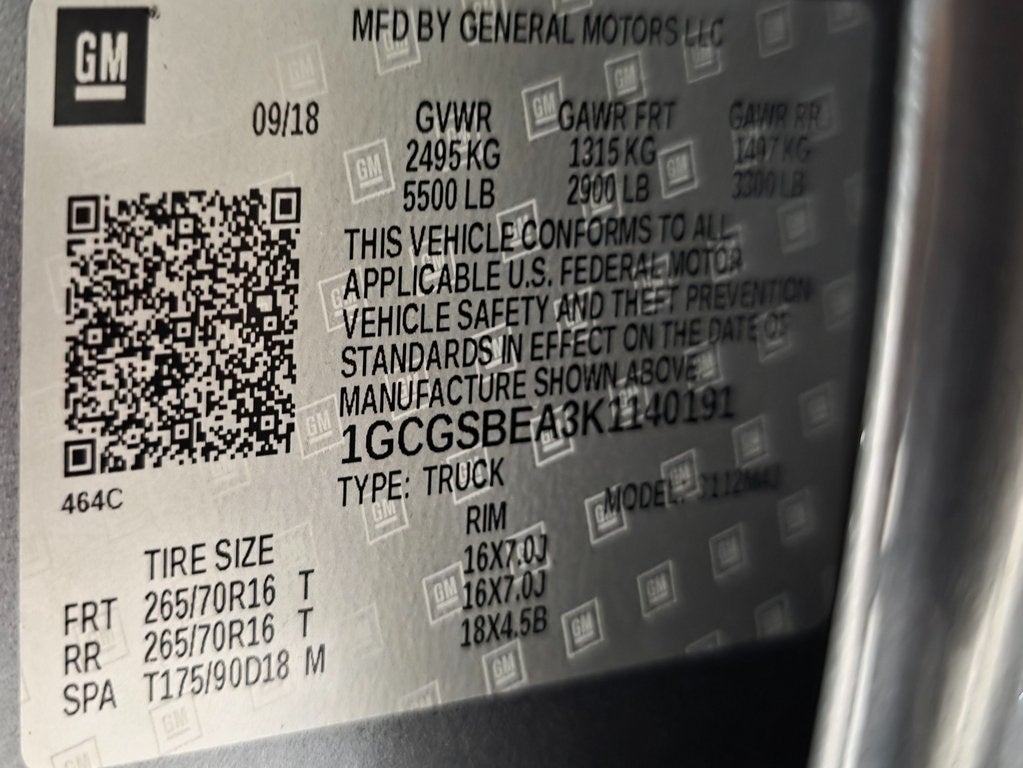 GM
MFD BY GENERAL MOTORS LLC
09/18 GVWR GAWR FRT GAWR RR
2495 KG 1315 KG 1497 KG
5500 LB 2900 LB 3300 LB
THIS VEHICLE CONFORMS TO ALL
APPLICABLE U.S. FEDERAL MOTOR
VEHICLE SAFETY AND THEFT PREVENTION
STANDARDS IN EFFECT ON THE DATE OF
MANUFACTURE SHOWN ABOVE.
1GCGSBEA3K1140191
464C
TYPE: TRUCK MODEL:
TIRE SIZE RIM
FRT 265/70R16 T 16X7.0J
RR 265/70R16 T 16X7.0J
SPA T175/90D18 M 18X4.5B